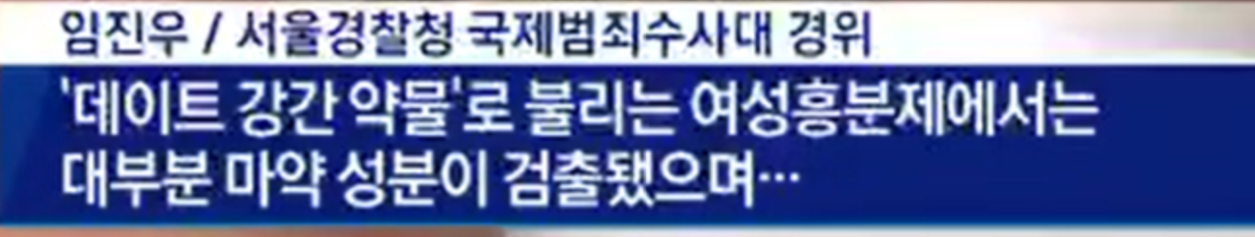 임진우 / 서울경찰청 국제범죄수사대 경위
'데이트 강간 약물'로 불리는 여성흥분제에서는
대부분 마약 성분이 검출됐으며…